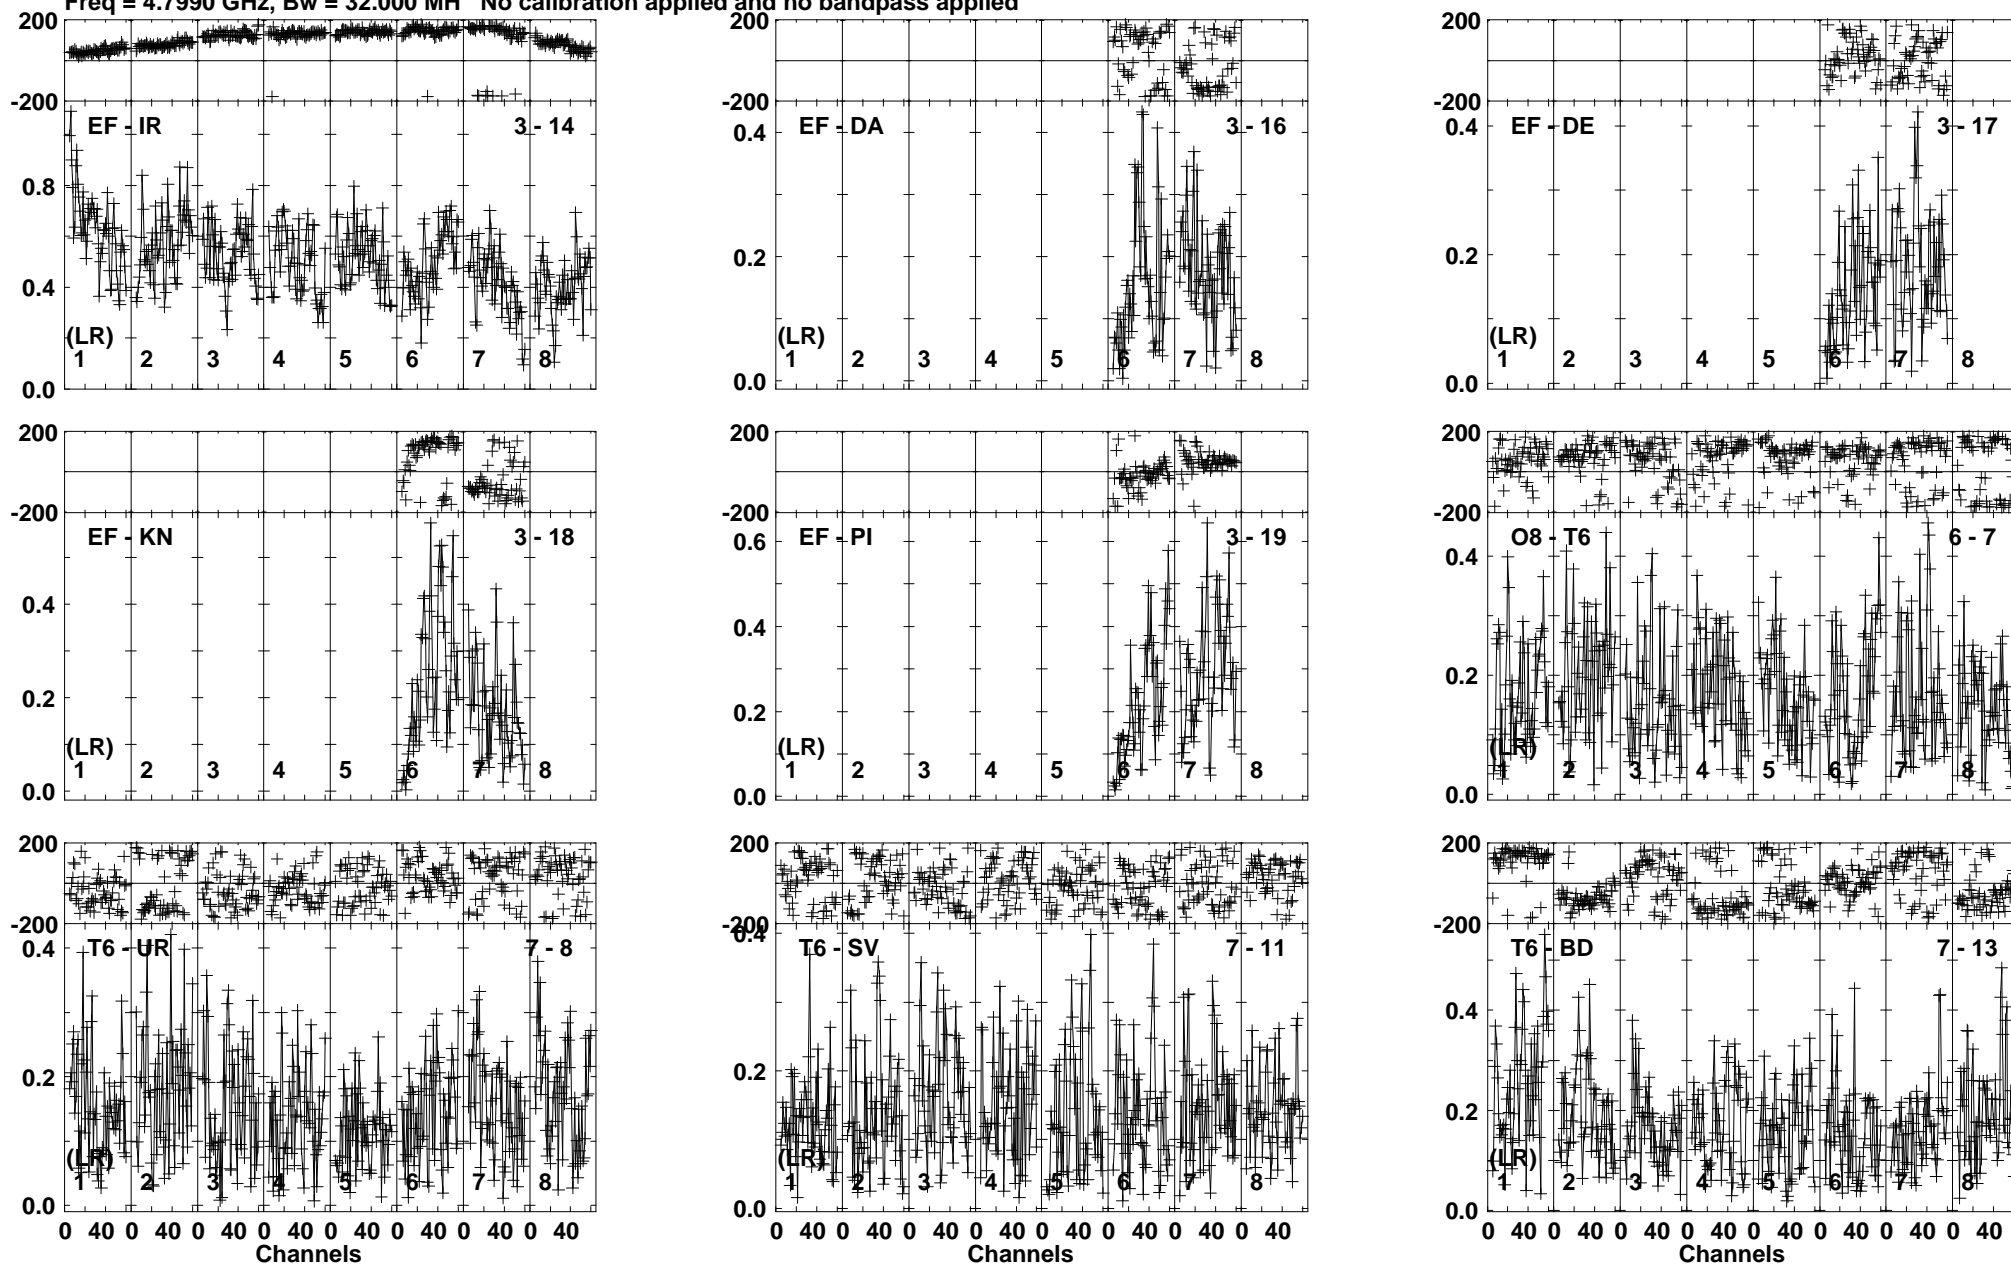 Freq = 4.7990 GHz, Bw = 32.000 MH No calibration applied and no bandpass applied
200 200 200
-200 -200 -200
EF - IR 3 - 14 EF - DA 3 - 16 EF - DE 3 - 17
0.4 0.4
0.8
0.4 0.2 0.2
(LR) (LR)
1 2 3 4 5 6 7 8 1 2 3 4 5 6 7 8 1 2 3 4 5 6 7 8
0.0 0.0 0.0
200 200 200
-200 -200 -200
EF - KN 3 - 18 EF - PI 3 - 19 O8 - T6 6 - 7
0.6 0.4
0.4 0.4
0.2 0.2 0.2
(LR) (LR)
1 2 3 4 5 6 7 8 1 2 3 4 5 6 7 8 1 2 3 4 5 6 7 8
0.0 0.0 0.0
200 200 200
-200 -200 -200
0.4 T6 - UR 7 - 8 0.4 T6 - SV 7 - 11 T6 - BD 7 - 13
0.4
0.2 0.2 0.2
(LR) (LR) (LR)
1 2 3 4 5 6 7 8 1 2 3 4 5 6 7 8 1 2 3 4 5 6 7 8
0.0 0.0 0.0
0 40 0 40 0 40 0 40 0 40 0 40 0 40 0 40 0 40 0 40 0 40 0 40 0 40 0 40 0 40 0 40 0 40 0 40 0 40 0 40 0 40 0 40 0 40 0 40
Channels Channels Channels